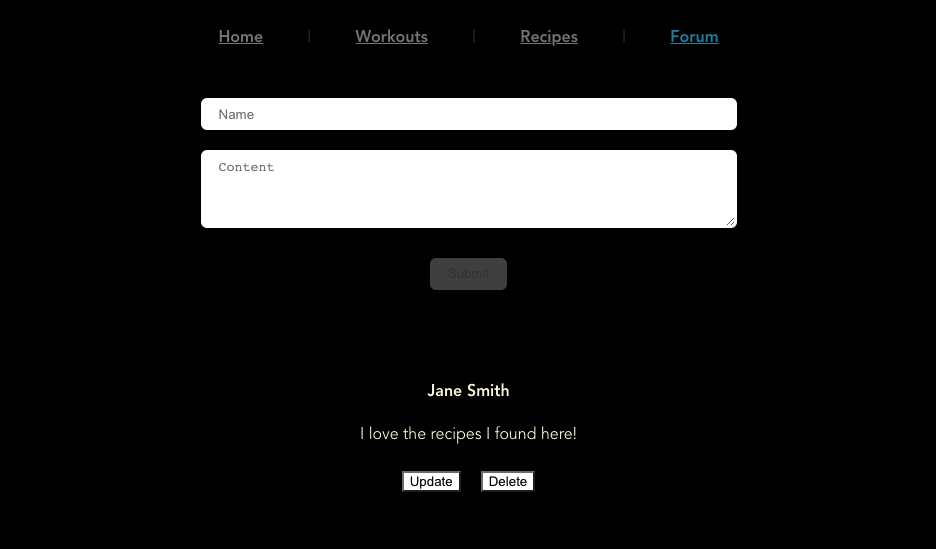 Home | Workouts | Recipes | Forum
Name
Content
Submit
Jane Smith
I love the recipes I found here!
Update Delete